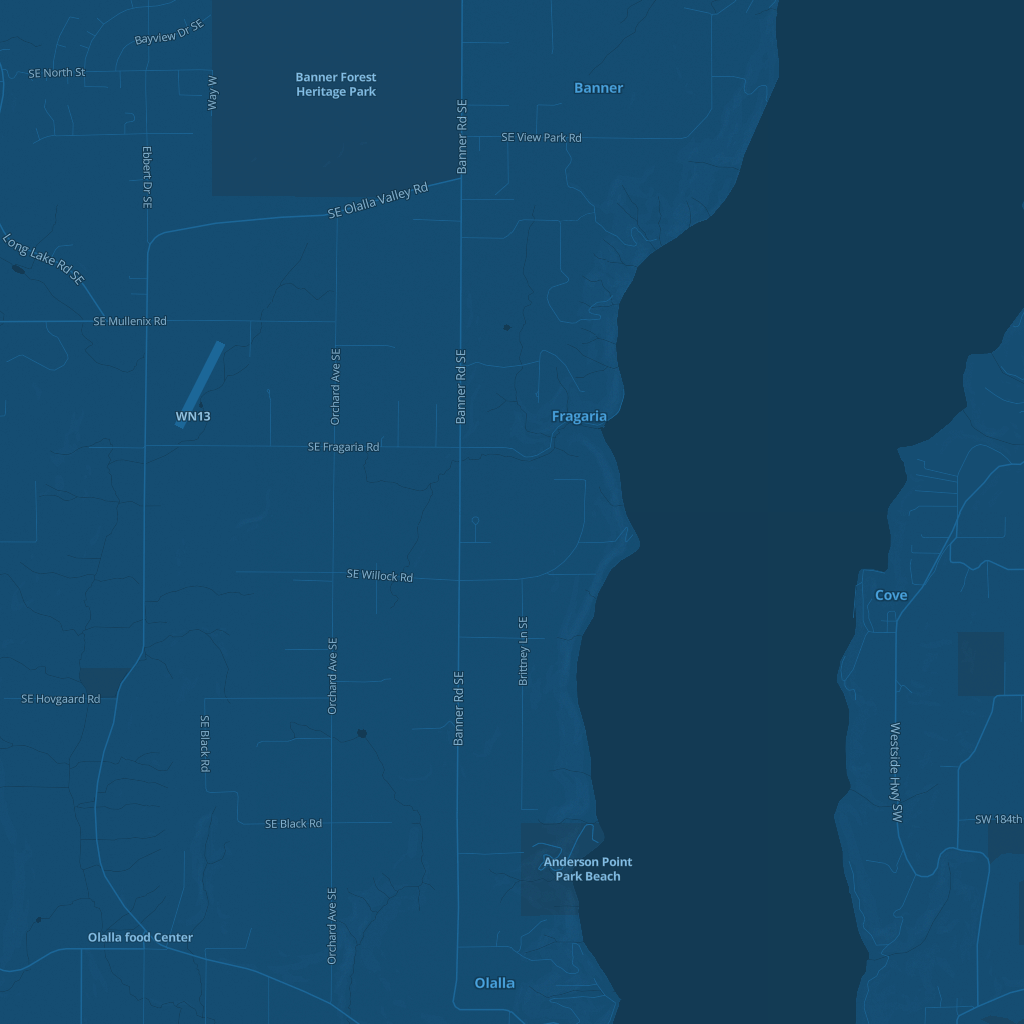 Bayview Dr SE
SE North St
Way W
Banner Forest
Heritage Park
Banner
Banner Rd SE
SE View Park Rd
Ebbert Dr SE
SE Olalla Valley Rd
Long Lake Rd SE
SE Mullenix Rd
Orchard Ave SE
Banner Rd SE
WN13
Fragaria
SE Fragaria Rd
SE Willock Rd
Cove
Brittney Ln SE
Orchard Ave SE
SE Hovgaard Rd
Banner Rd SE
SE Black Rd
Westside Hwy SW
SE Black Rd
SW 184th
Anderson Point
Park Beach
Orchard Ave SE
Olalla food Center
Olalla